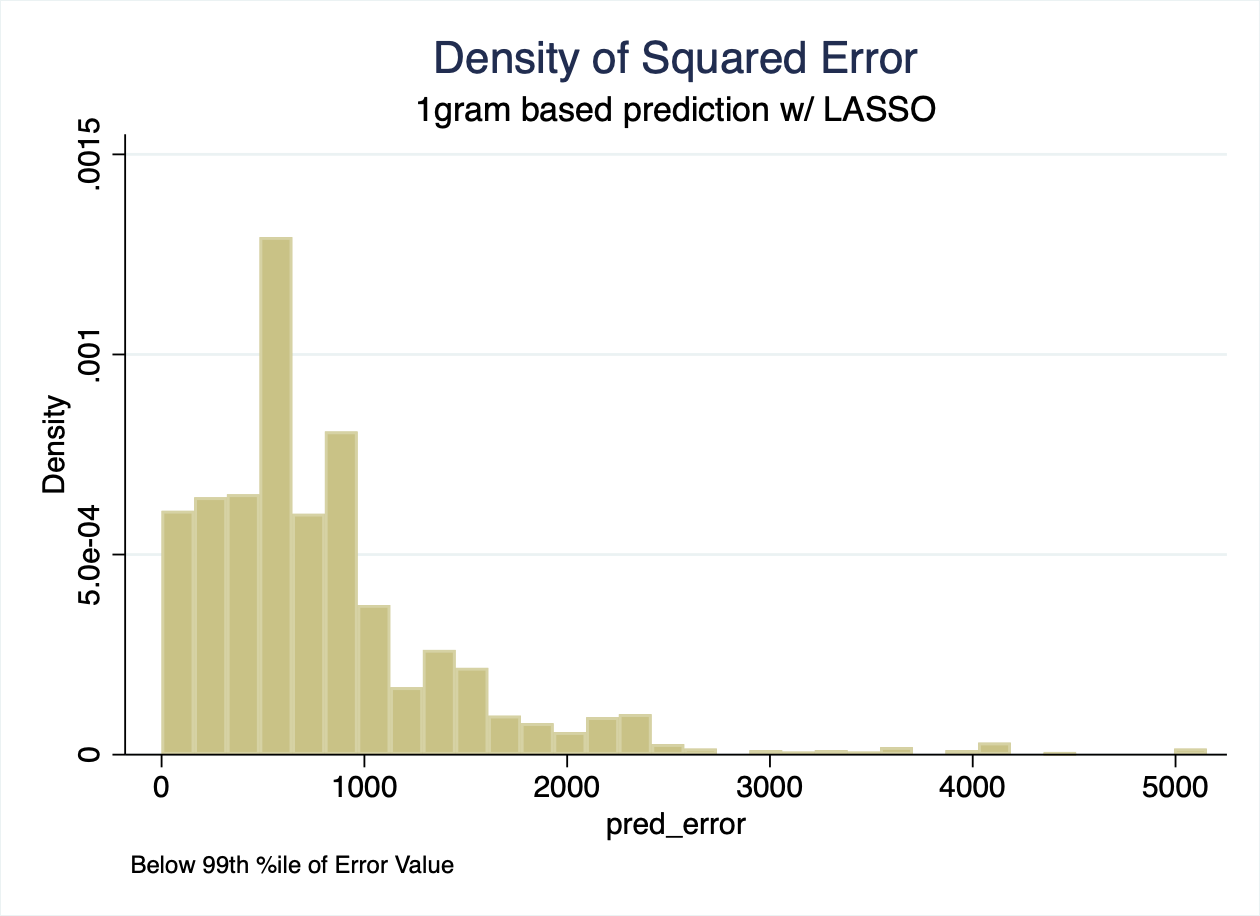 Density of Squared Error
1gram based prediction w/ LASSO
Density
.0015
.001
5.0e-04
0
0 1000 2000 3000 4000 5000
pred_error
Below 99th %ile of Error Value